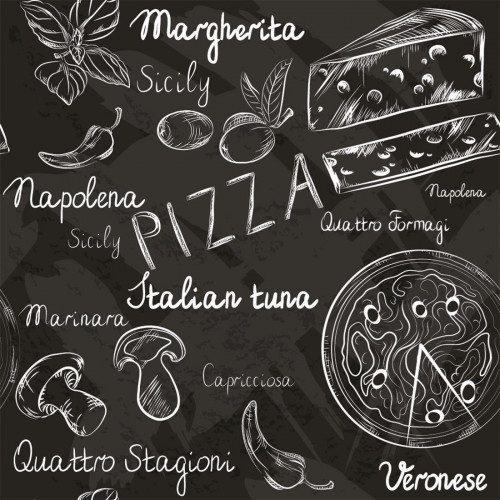 Margherita
Sicily
Napolena
Napolena
PIZZA
Quattro Formagi
Sicily
Italian tuna
Marinara
Capricciosa
Quattro Stagioni
Veronese